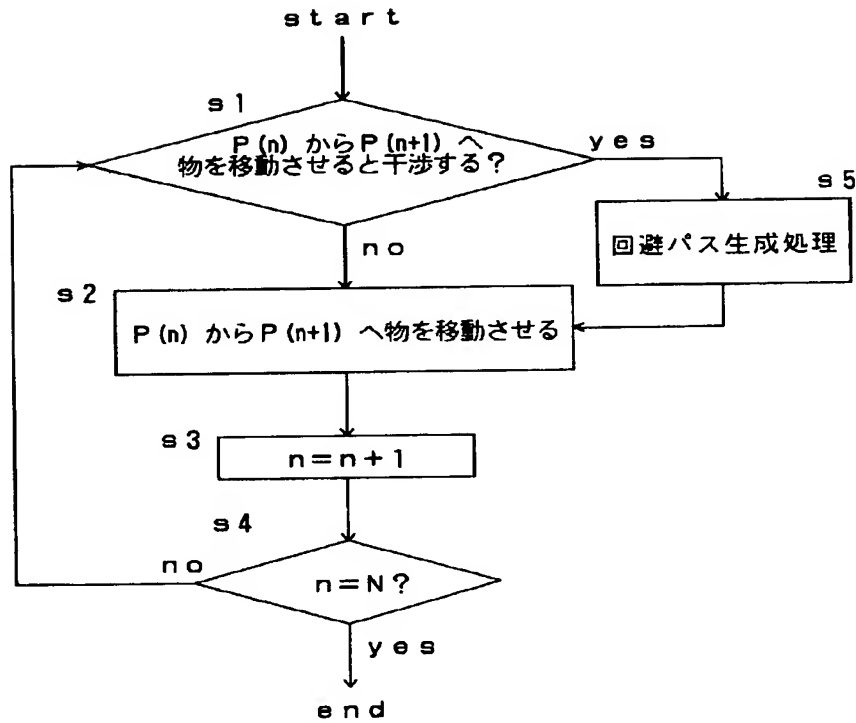 start
s1
P(n) からP(n+1) へ
物を移動させると干渉する?
yes
s5
回避パス生成処理
no
s2
P(n) からP(n+1) へ物を移動させる
s3
n=n+1
s4
no
n=N?
yes
end